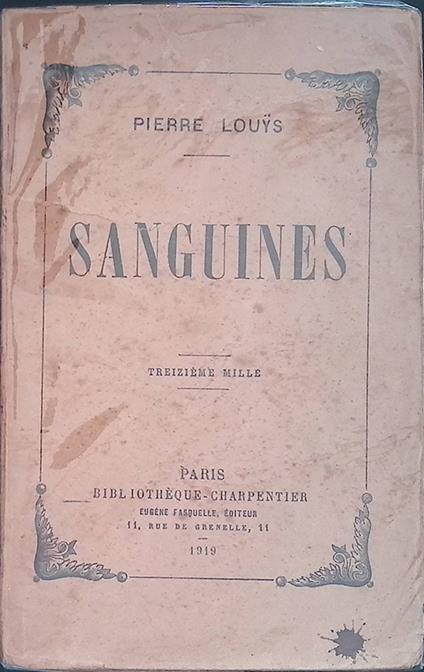 PIERRE LOUŸS
SANGUINES
TREIZIÈME MILLE
PARIS
BIBLIOTHÈQUE-CHARPENTIER
EUGÈNE FASQUELLE, ÉDITEUR
11, RUE DE GRENELLE, 11
1919